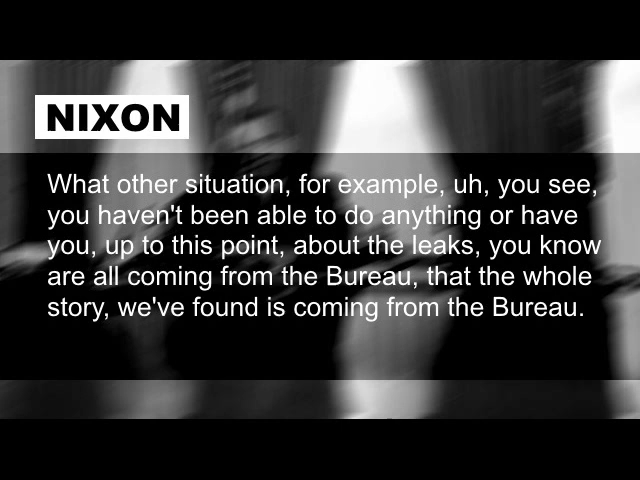 NIXON
What other situation, for example, uh, you see,
you haven't been able to do anything or have
you, up to this point, about the leaks, you know
are all coming from the Bureau, that the whole
story, we've found is coming from the Bureau.